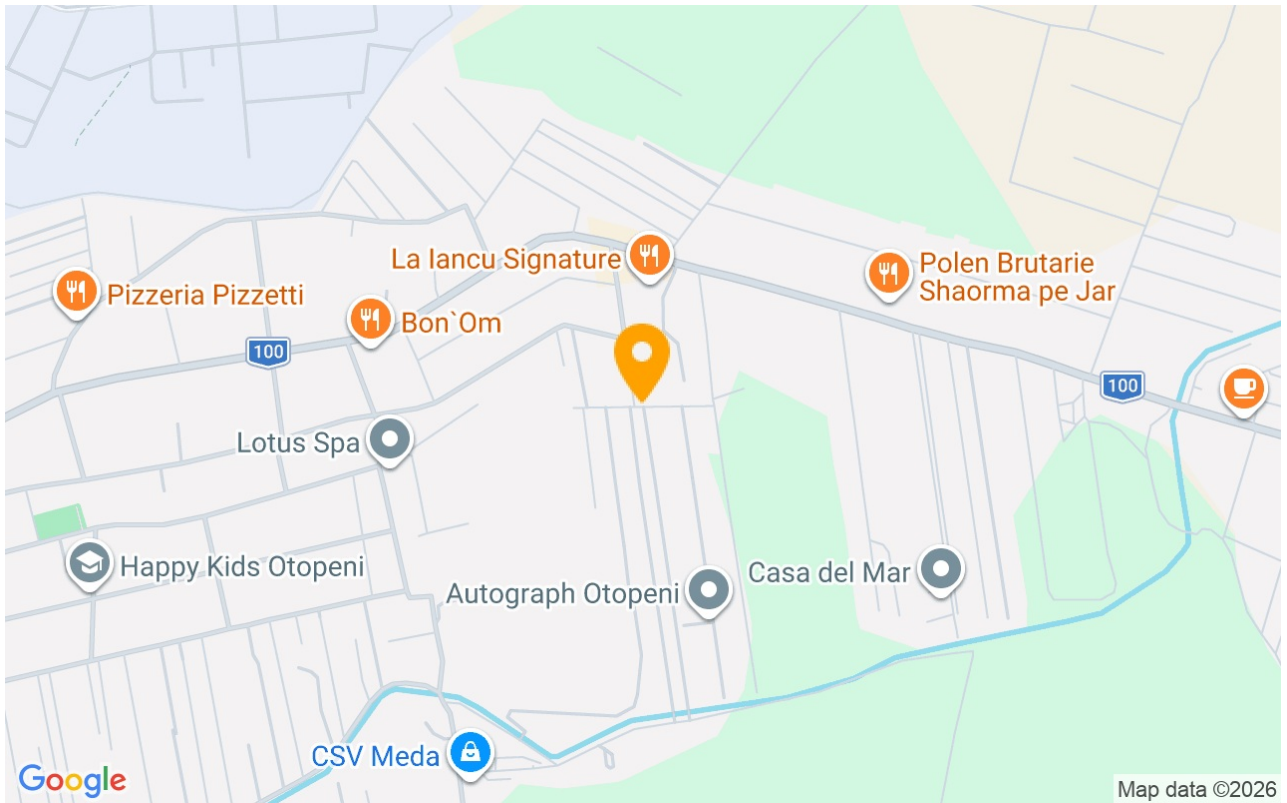 La Iancu Signature
Polen Brutarie
Shaorma pe Jar
Pizzeria Pizzetti
Bon`Om
100
100
Lotus Spa
Happy Kids Otopeni
Autograph Otopeni
Casa del Mar
CSV Meda
Google
Map data ©2026